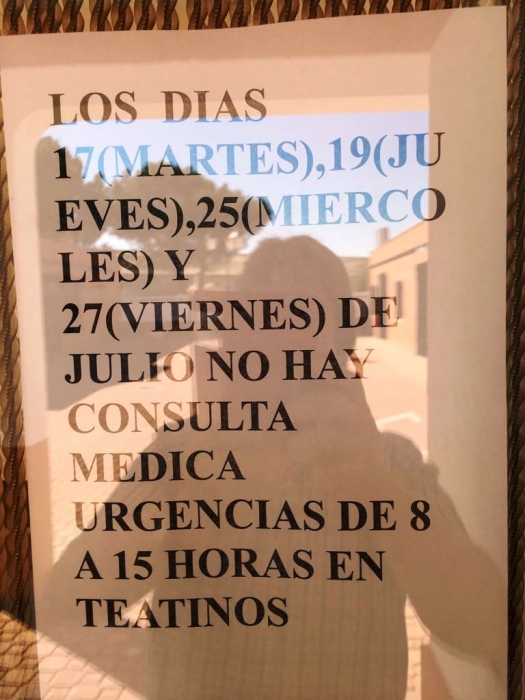 LOS DIAS
17(MARTES),19(JU
EVES),25(MIERCO
LES) Y
27(VIERNES) DE
JULIO NO HAY
CONSULTA
MEDICA
URGENCIAS DE 8
A 15 HORAS EN
TEATINOS